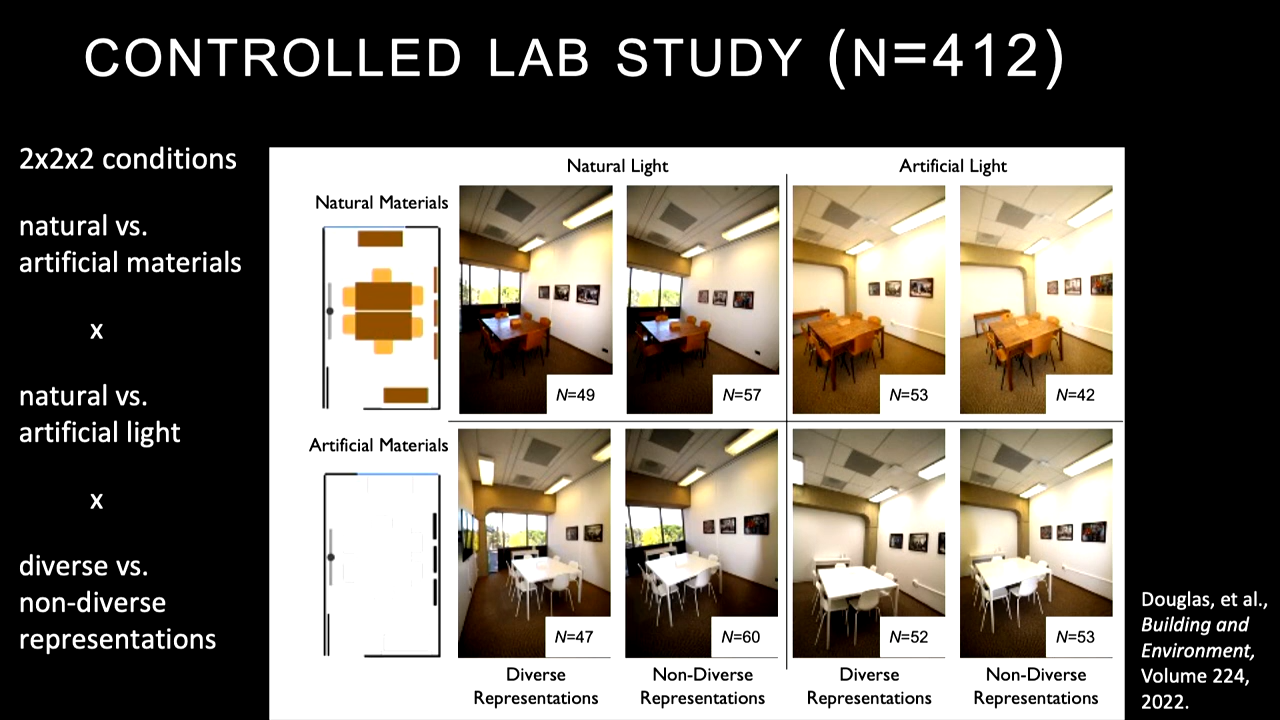 CONTROLLED LAB STUDY (N=412)
2x2x2 conditions
natural vs.
artificial materials
x
natural vs.
artificial light
x
diverse vs.
non-diverse
representations
Natural Light
Artificial Light
Natural Materials
N=49
N=57
N=53
N=42
Artificial Materials
N=47
N=60
N=52
N=53
Diverse
Representations
Non-Diverse
Representations
Diverse
Representations
Non-Diverse
Representations
Douglas, et al.,
Building and
Environment,
Volume 224,
2022.